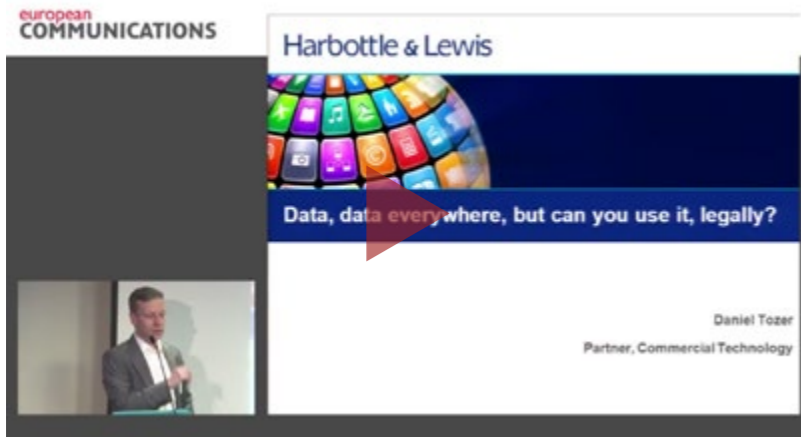 european
COMMUNICATIONS
Harbottle & Lewis
Data, data everywhere, but can you use it, legally?
Daniel Tozer
Partner, Commercial Technology